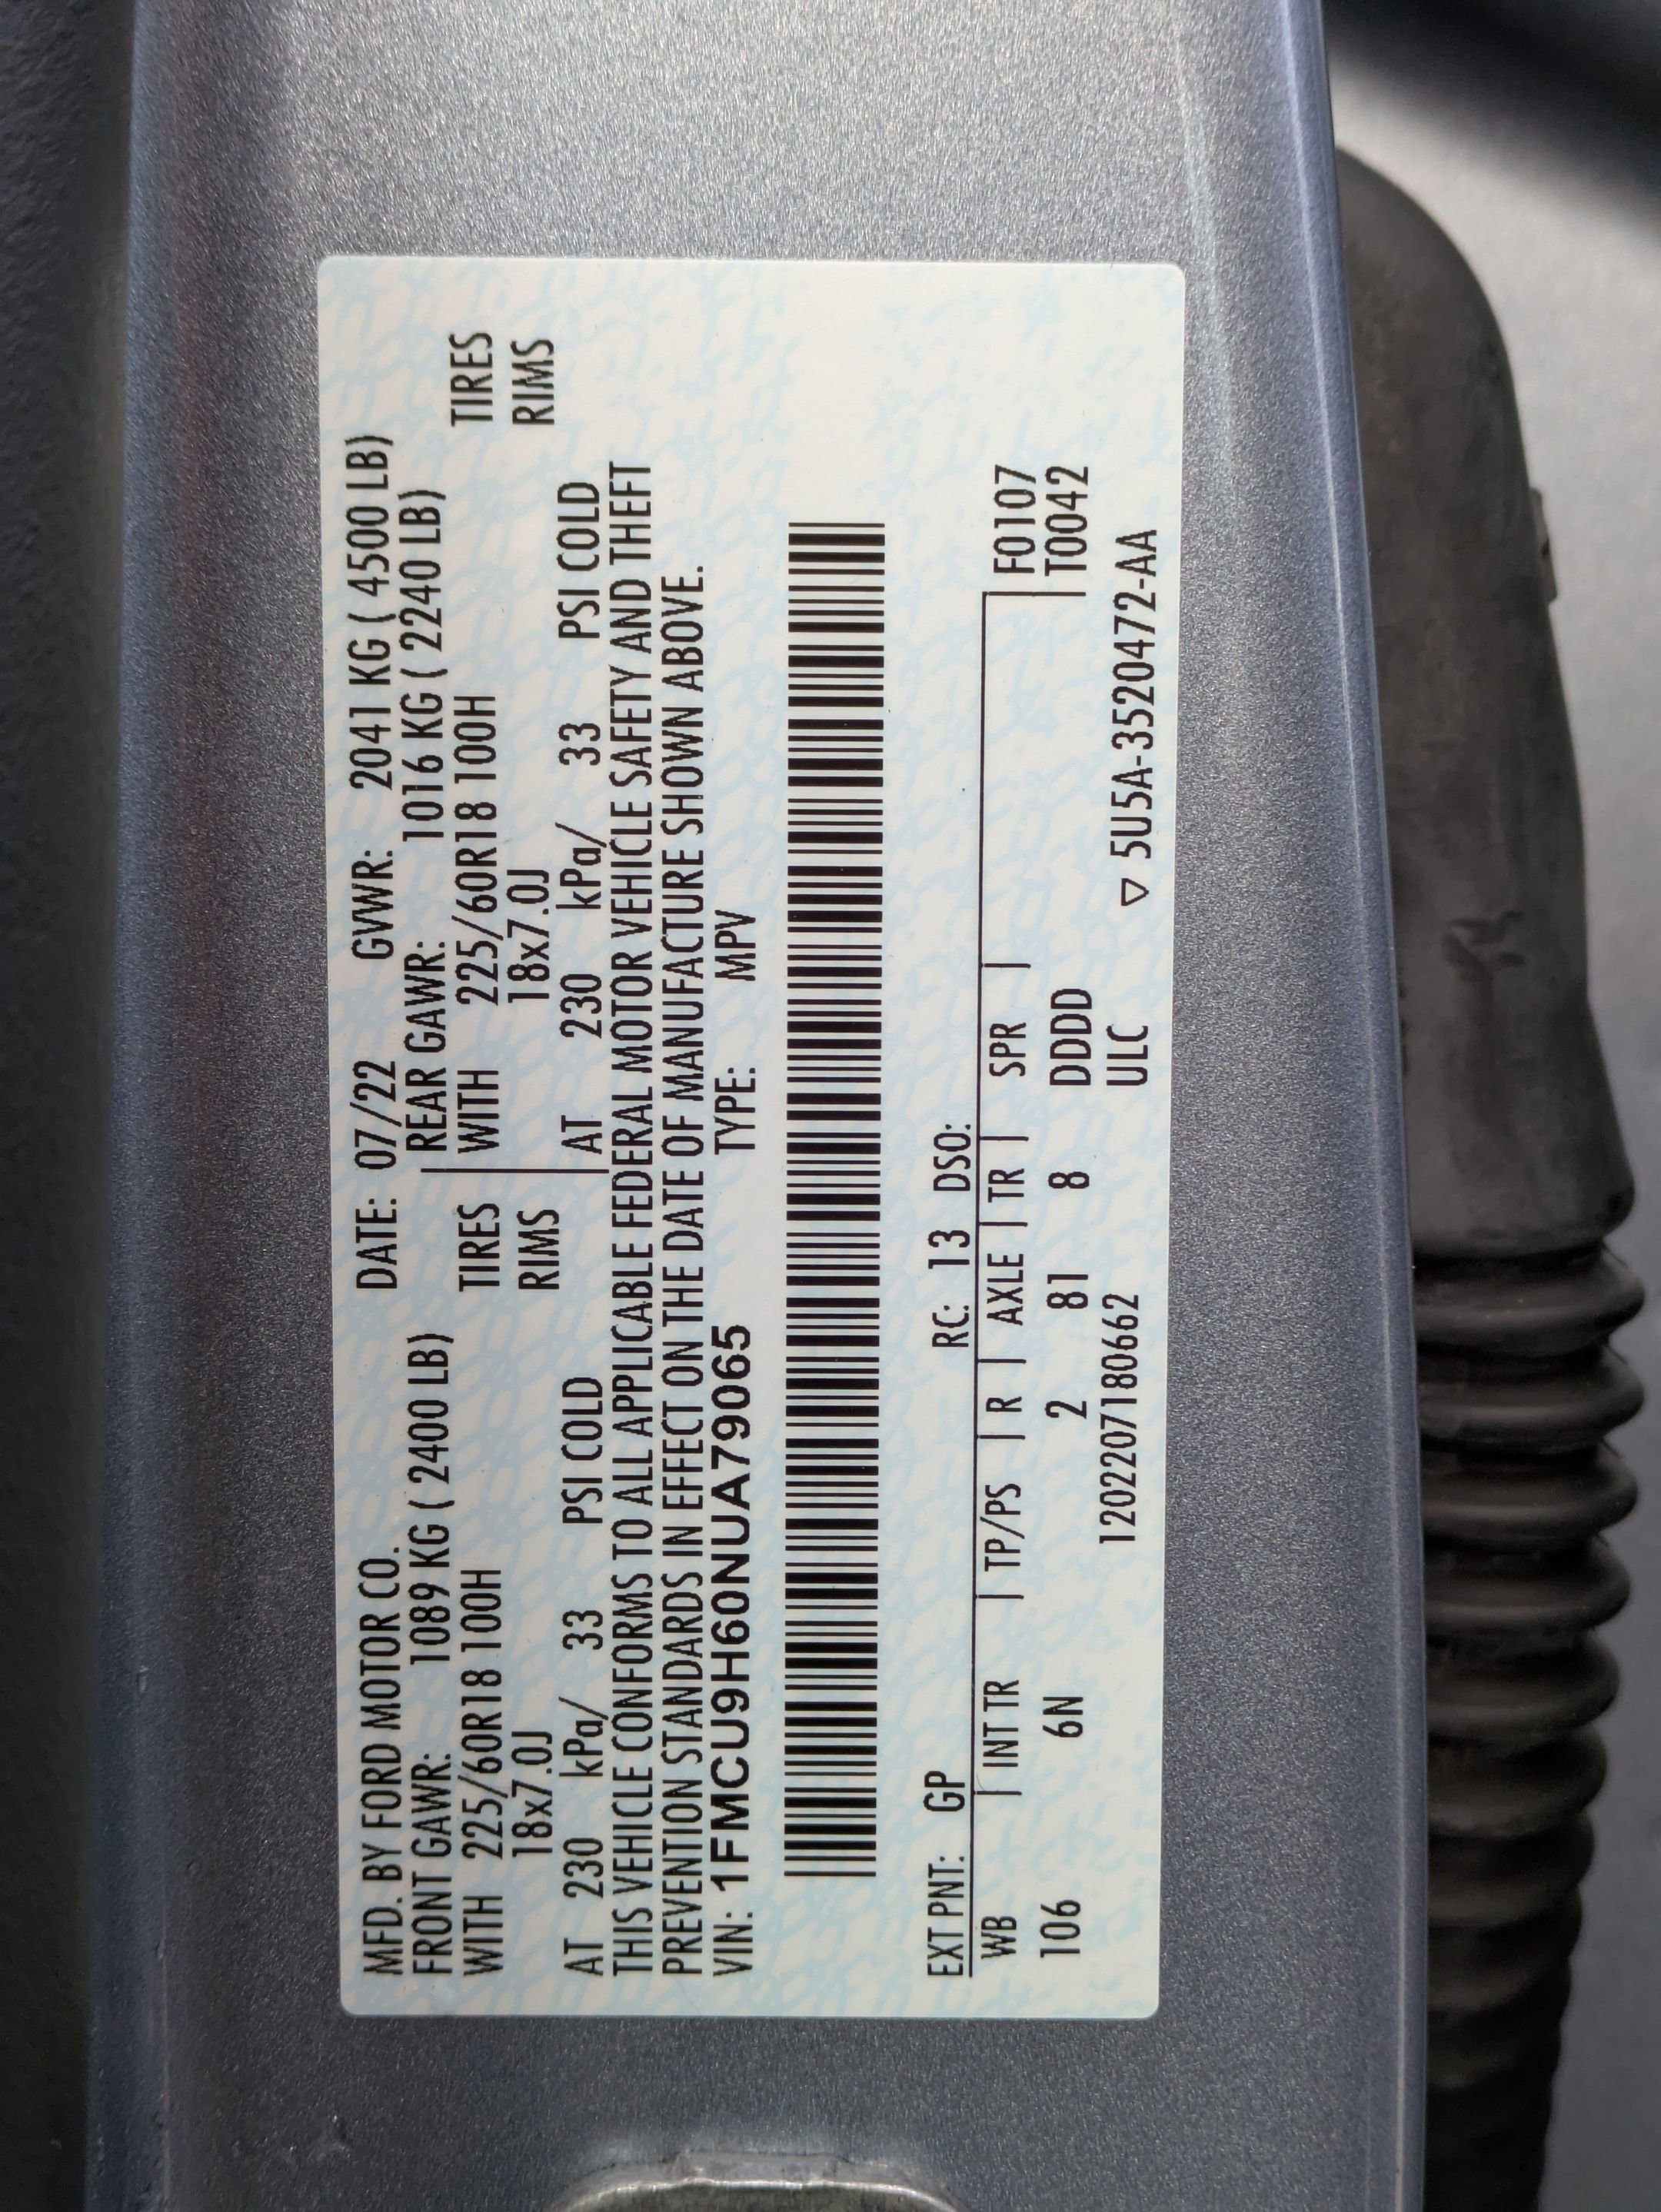 MFD. BY FORD MOTOR CO. DATE: 07/22 GVWR: 2041 KG ( 4500 LB)
FRONT GAWR: 1089 KG ( 2400 LB) REAR GAWR: 1016 KG ( 2240 LB)
WITH 225/60R18 100H TIRES WITH 225/60R18 100H TIRES
18x7.0J RIMS 18x7.0J RIMS
AT 230 kPa/ 33 PSI COLD AT 230 kPa/ 33 PSI COLD
THIS VEHICLE CONFORMS TO ALL APPLICABLE FEDERAL MOTOR VEHICLE SAFETY AND THEFT
PREVENTION STANDARDS IN EFFECT ON THE DATE OF MANUFACTURE SHOWN ABOVE.
VIN: 1FMCU9H60NUA79065 TYPE: MPV
EXT PNT: GP RC: 13 DSO:
WB | INT TR | TP/PS | R | AXLE | TR | SPR | F0107
106 6N 2 81 8 DDDD T0042
1202207180662 ULC ▽ 5U5A-3520472-AA